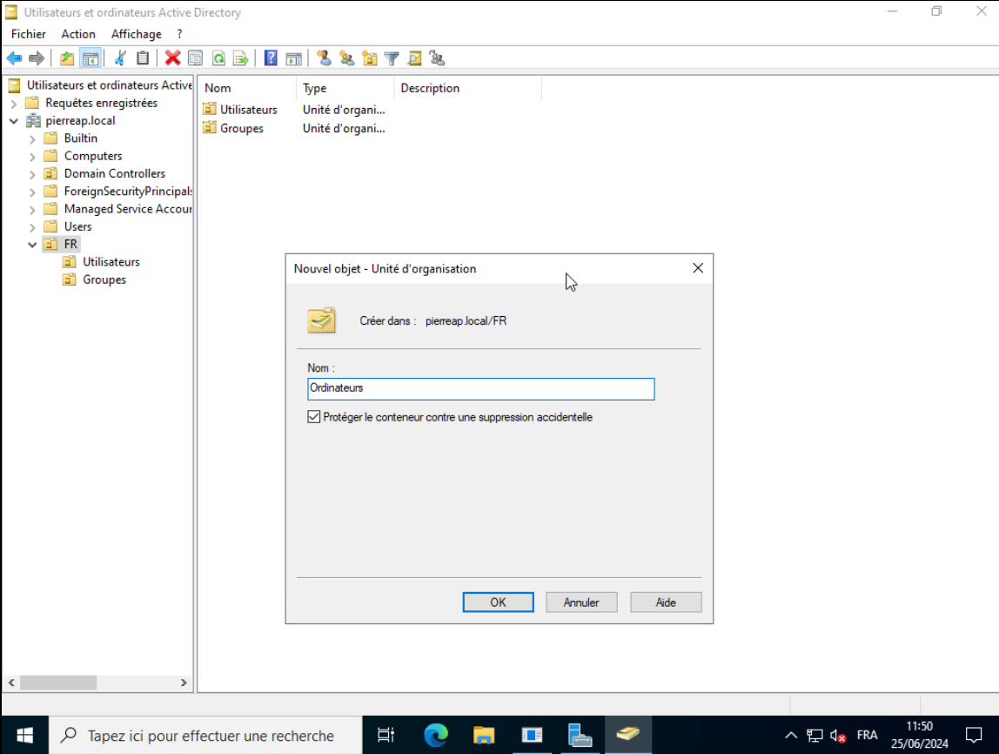 Utilisateurs et ordinateurs Active Directory
Fichier Action Affichage ?
Utilisateurs et ordinateurs Active
Requêtes enregistrées
pierreap.local
Builtin
Computers
Domain Controllers
ForeignSecurityPrincipals
Managed Service Accour
Users
FR
Utilisateurs
Groupes
Nom Type Description
Utilisateurs Unité d'organi...
Groupes Unité d'organi...
Nouvel objet - Unité d'organisation
Créer dans : pierreap.local/FR
Nom :
Ordinateurs
Protéger le conteneur contre une suppression accidentelle
OK Annuler Aide
Tapez ici pour effectuer une recherche
FRA
11:50
25/06/2024